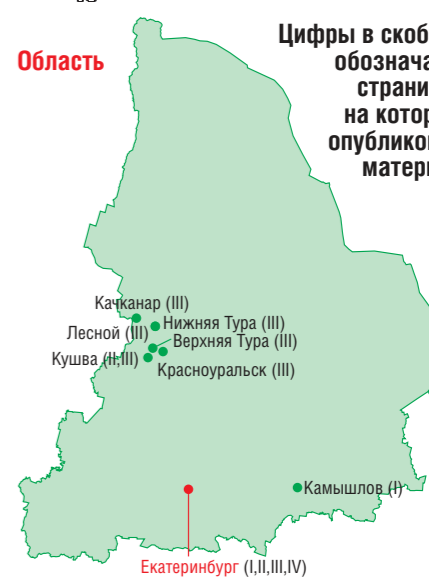 Область
Цифры в скоб
обознача
страни
на котор
опубликов
матери
Качканар (III)
Нижняя Тура (III)
Лесной (III)
Верхняя Тура (III)
Кушва (II,III)
Красноуральск (III)
Камышлов (I)
Екатеринбург (I,II,III,IV)